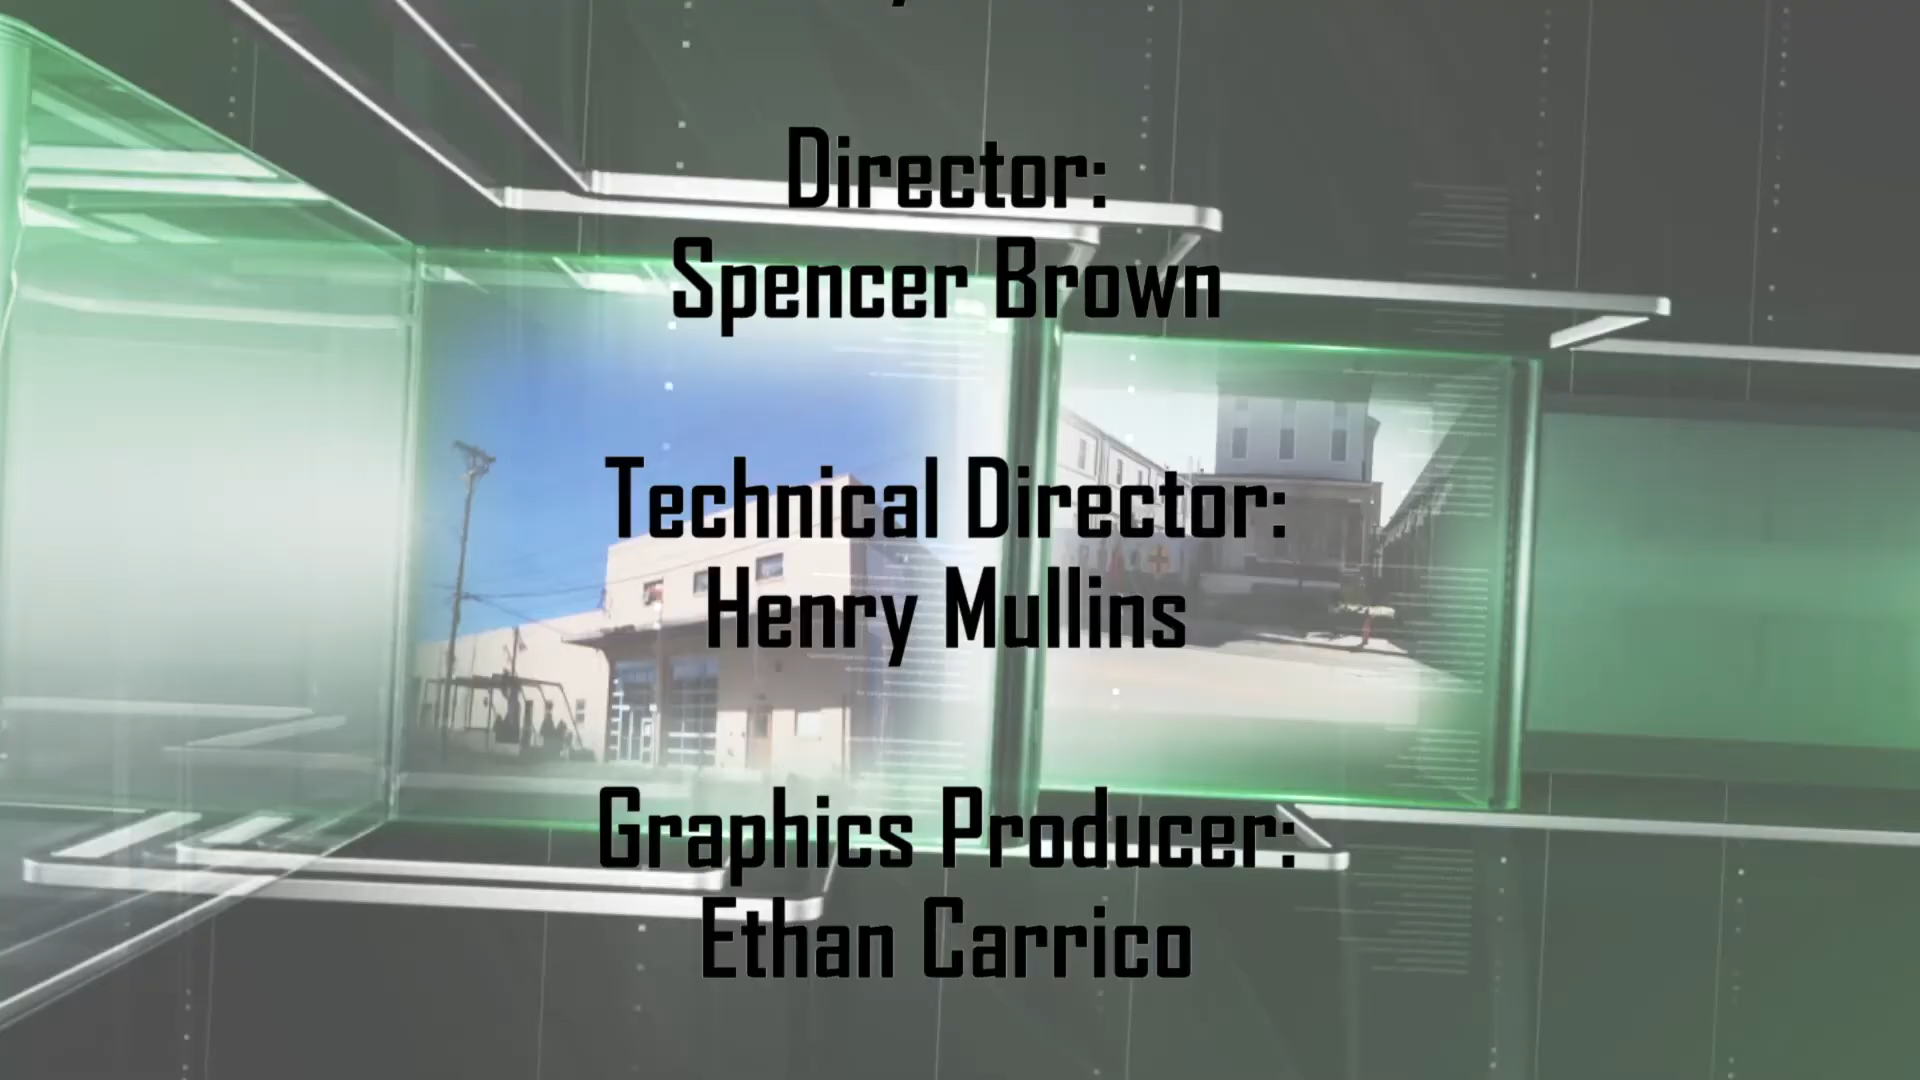 Director:
Spencer Brown
Technical Director:
Henry Mullins
Graphics Producer:
Ethan Carrico